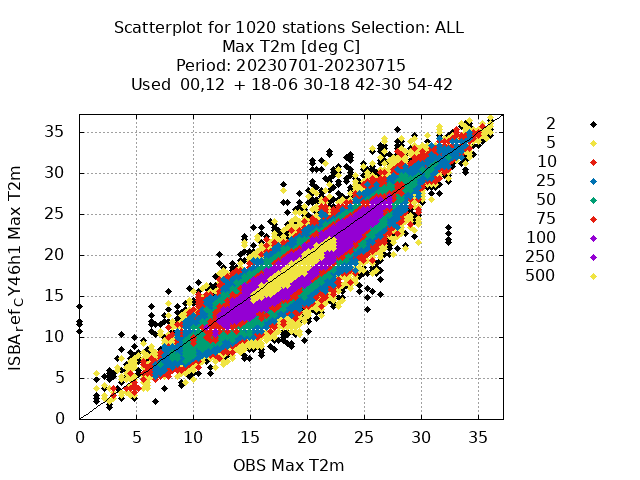 Scatterplot for 1020 stations Selection: ALL
Max T2m [deg C]
Period: 20230701-20230715
Used 00,12 + 18-06 30-18 42-30 54-42
35
30
25
20
15
10
5
0
0 5 10 15 20 25 30 35
ISBA_ref_CY46h1 Max T2m
OBS Max T2m
2
5
10
25
50
75
100
250
500